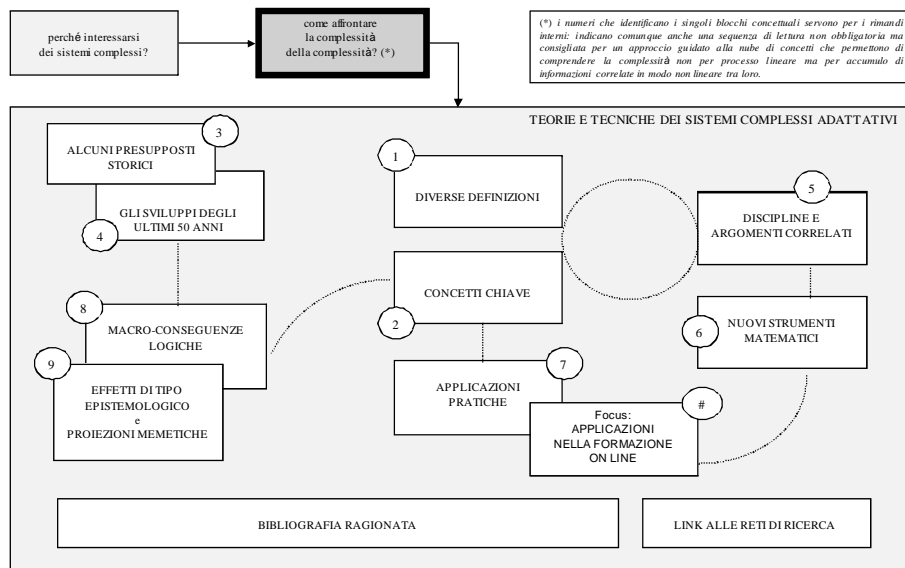 perché interessarsi
dei sistemi complessi?
come affrontare
la complessità
della complessità? (*)
(*) i numeri che identificano i singoli blocchi concettuali servono per i rimandi
interni: indicano comunque anche una sequenza di lettura non obbligatoria ma
consigliata per un approccio guidato alla nube di concetti che permettono di
comprendere la complessità non per processo lineare ma per accumulo di
informazioni correlate in modo non lineare tra loro.
TEORIE E TECNICHE DEI SISTEMI COMPLESSI ADATTATIVI
3
ALCUNI PRESUPPOSTI
STORICI
4
GLI SVILUPPI DEGLI
ULTIMI 50 ANNI
1
DIVERSE DEFINIZIONI
5
DISCIPLINE E
ARGOMENTI CORRELATI
CONCETTI CHIAVE
2
6
NUOVI STRUMENTI
MATEMATICI
8
MACRO-CONSEGUENZE
LOGICHE
9
EFFETTI DI TIPO
EPISTEMOLOGICO
e
PROIEZIONI MEMETICHE
7
APPLICAZIONI
PRATICHE
#
Focus:
APPLICAZIONI
NELLA FORMAZIONE
ON LINE
BIBLIOGRAFIA RAGIONATA
LINK ALLE RETI DI RICERCA